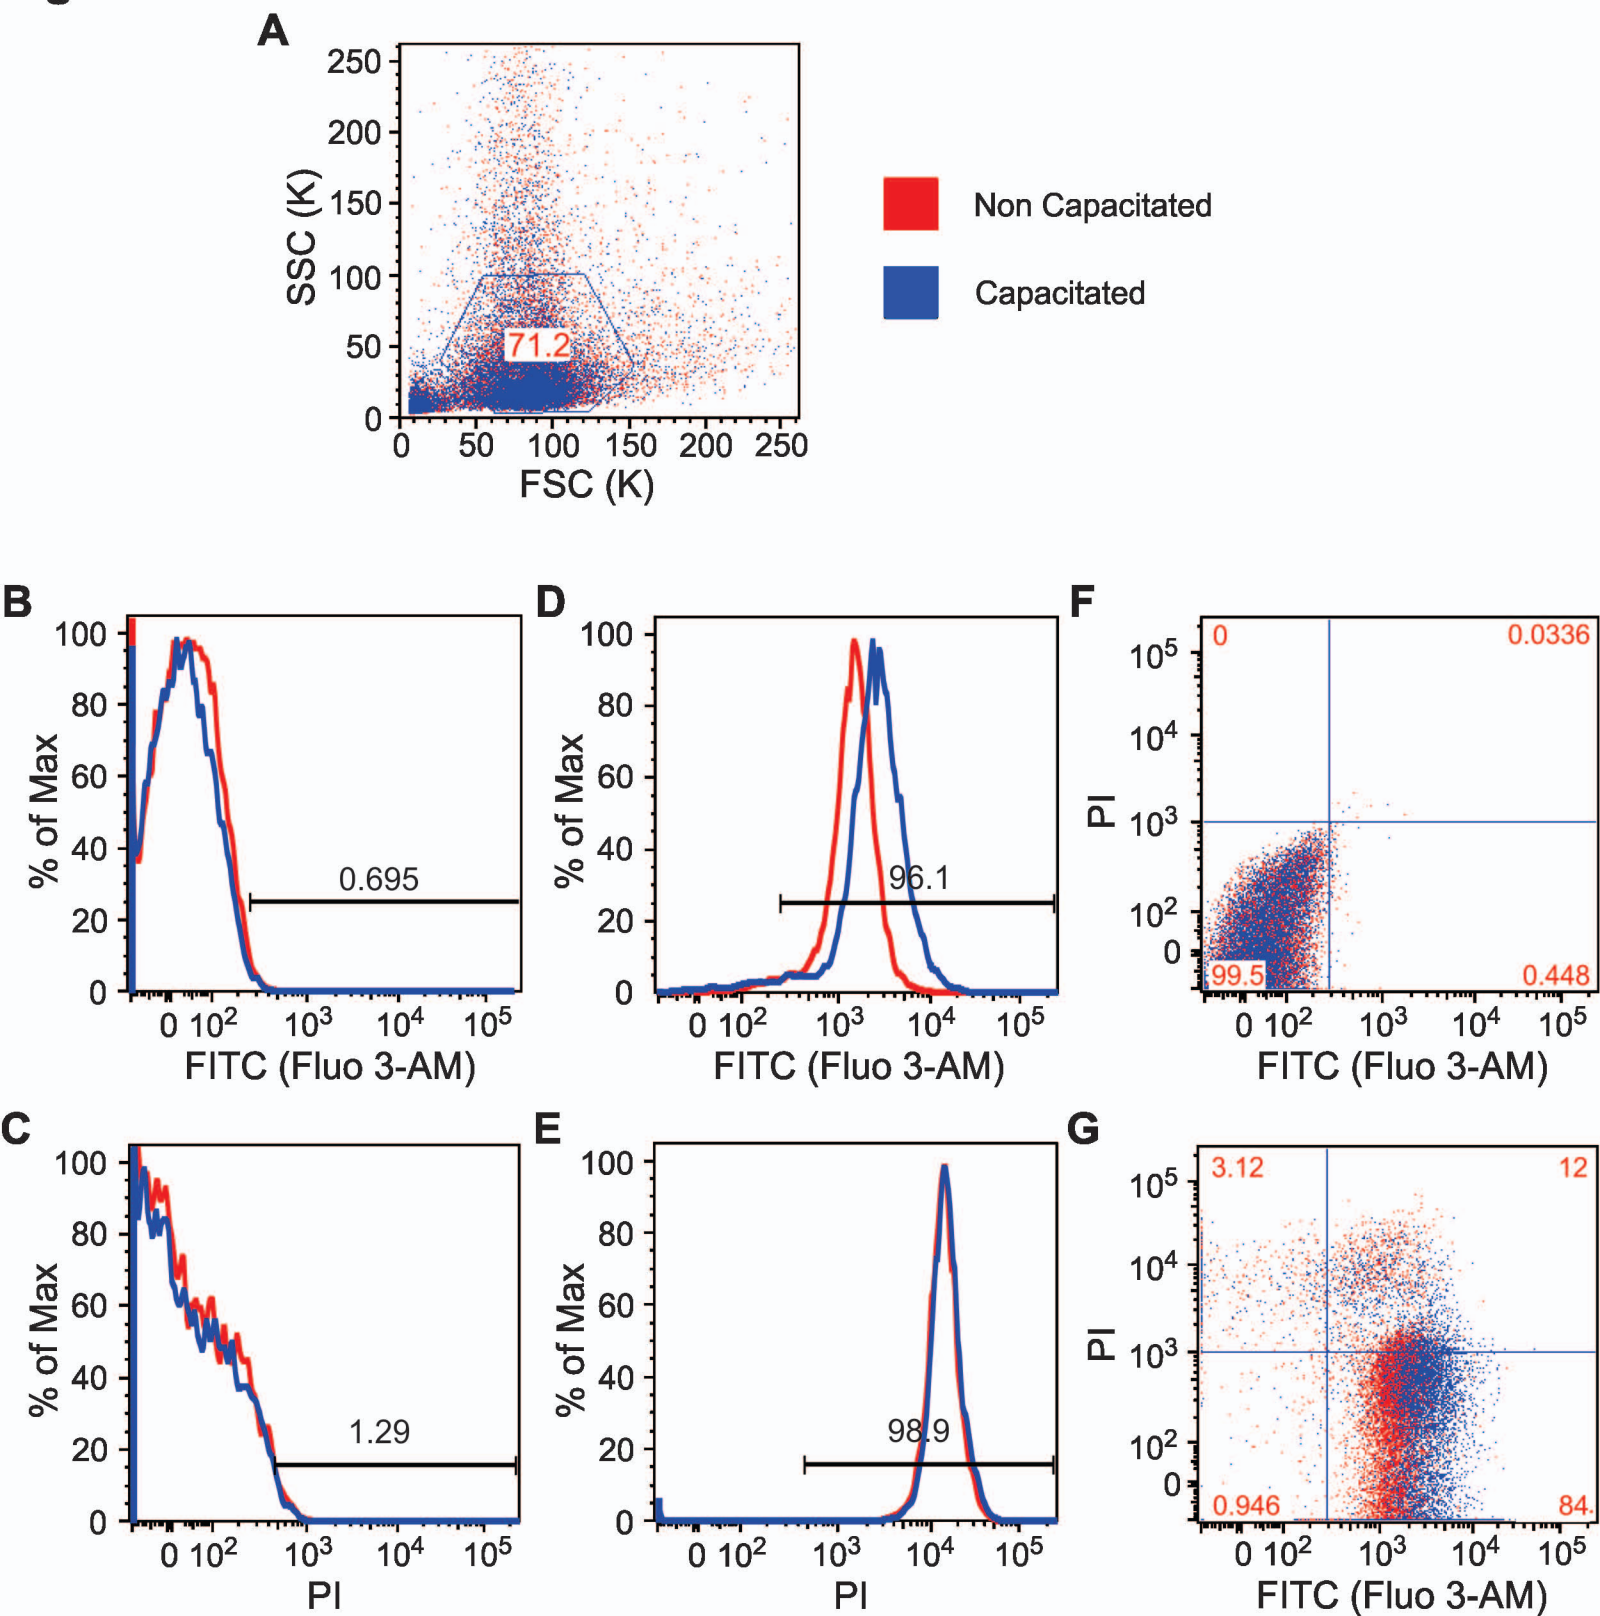 A
250
200
150
100
50
0
SSC (K)
71.2
0 50 100 150 200 250
FSC (K)
Non Capacitated
Capacitated
B
100
80
60
40
20
0
% of Max
0.695
0 10² 10³ 10⁴ 10⁵
FITC (Fluo 3-AM)
D
100
80
60
40
20
0
% of Max
96.1
0 10² 10³ 10⁴ 10⁵
FITC (Fluo 3-AM)
F
10⁵
10⁴
10³
10²
0
PI
0 0.0336
99.5 0.448
0 10² 10³ 10⁴ 10⁵
FITC (Fluo 3-AM)
C
100
80
60
40
20
0
% of Max
1.29
0 10² 10³ 10⁴ 10⁵
PI
E
100
80
60
40
20
0
% of Max
98.9
0 10² 10³ 10⁴ 10⁵
PI
G
10⁵
10⁴
10³
10²
0
PI
3.12 12
0.946 84.
0 10² 10³ 10⁴ 10⁵
FITC (Fluo 3-AM)